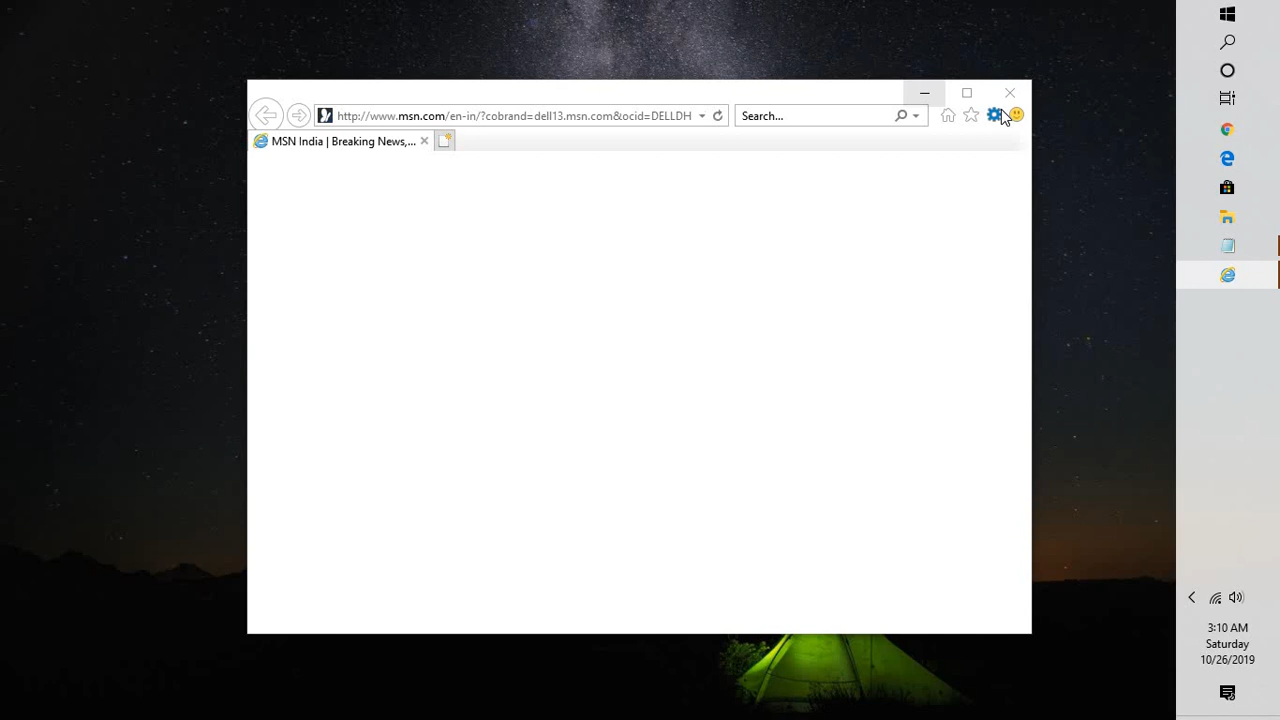 http://www.msn.com/en-in/?cobrand=dell13.msn.com&ocid=DELLDH
Search...
MSN India | Breaking News,...
3:10 AM
Saturday
10/26/2019